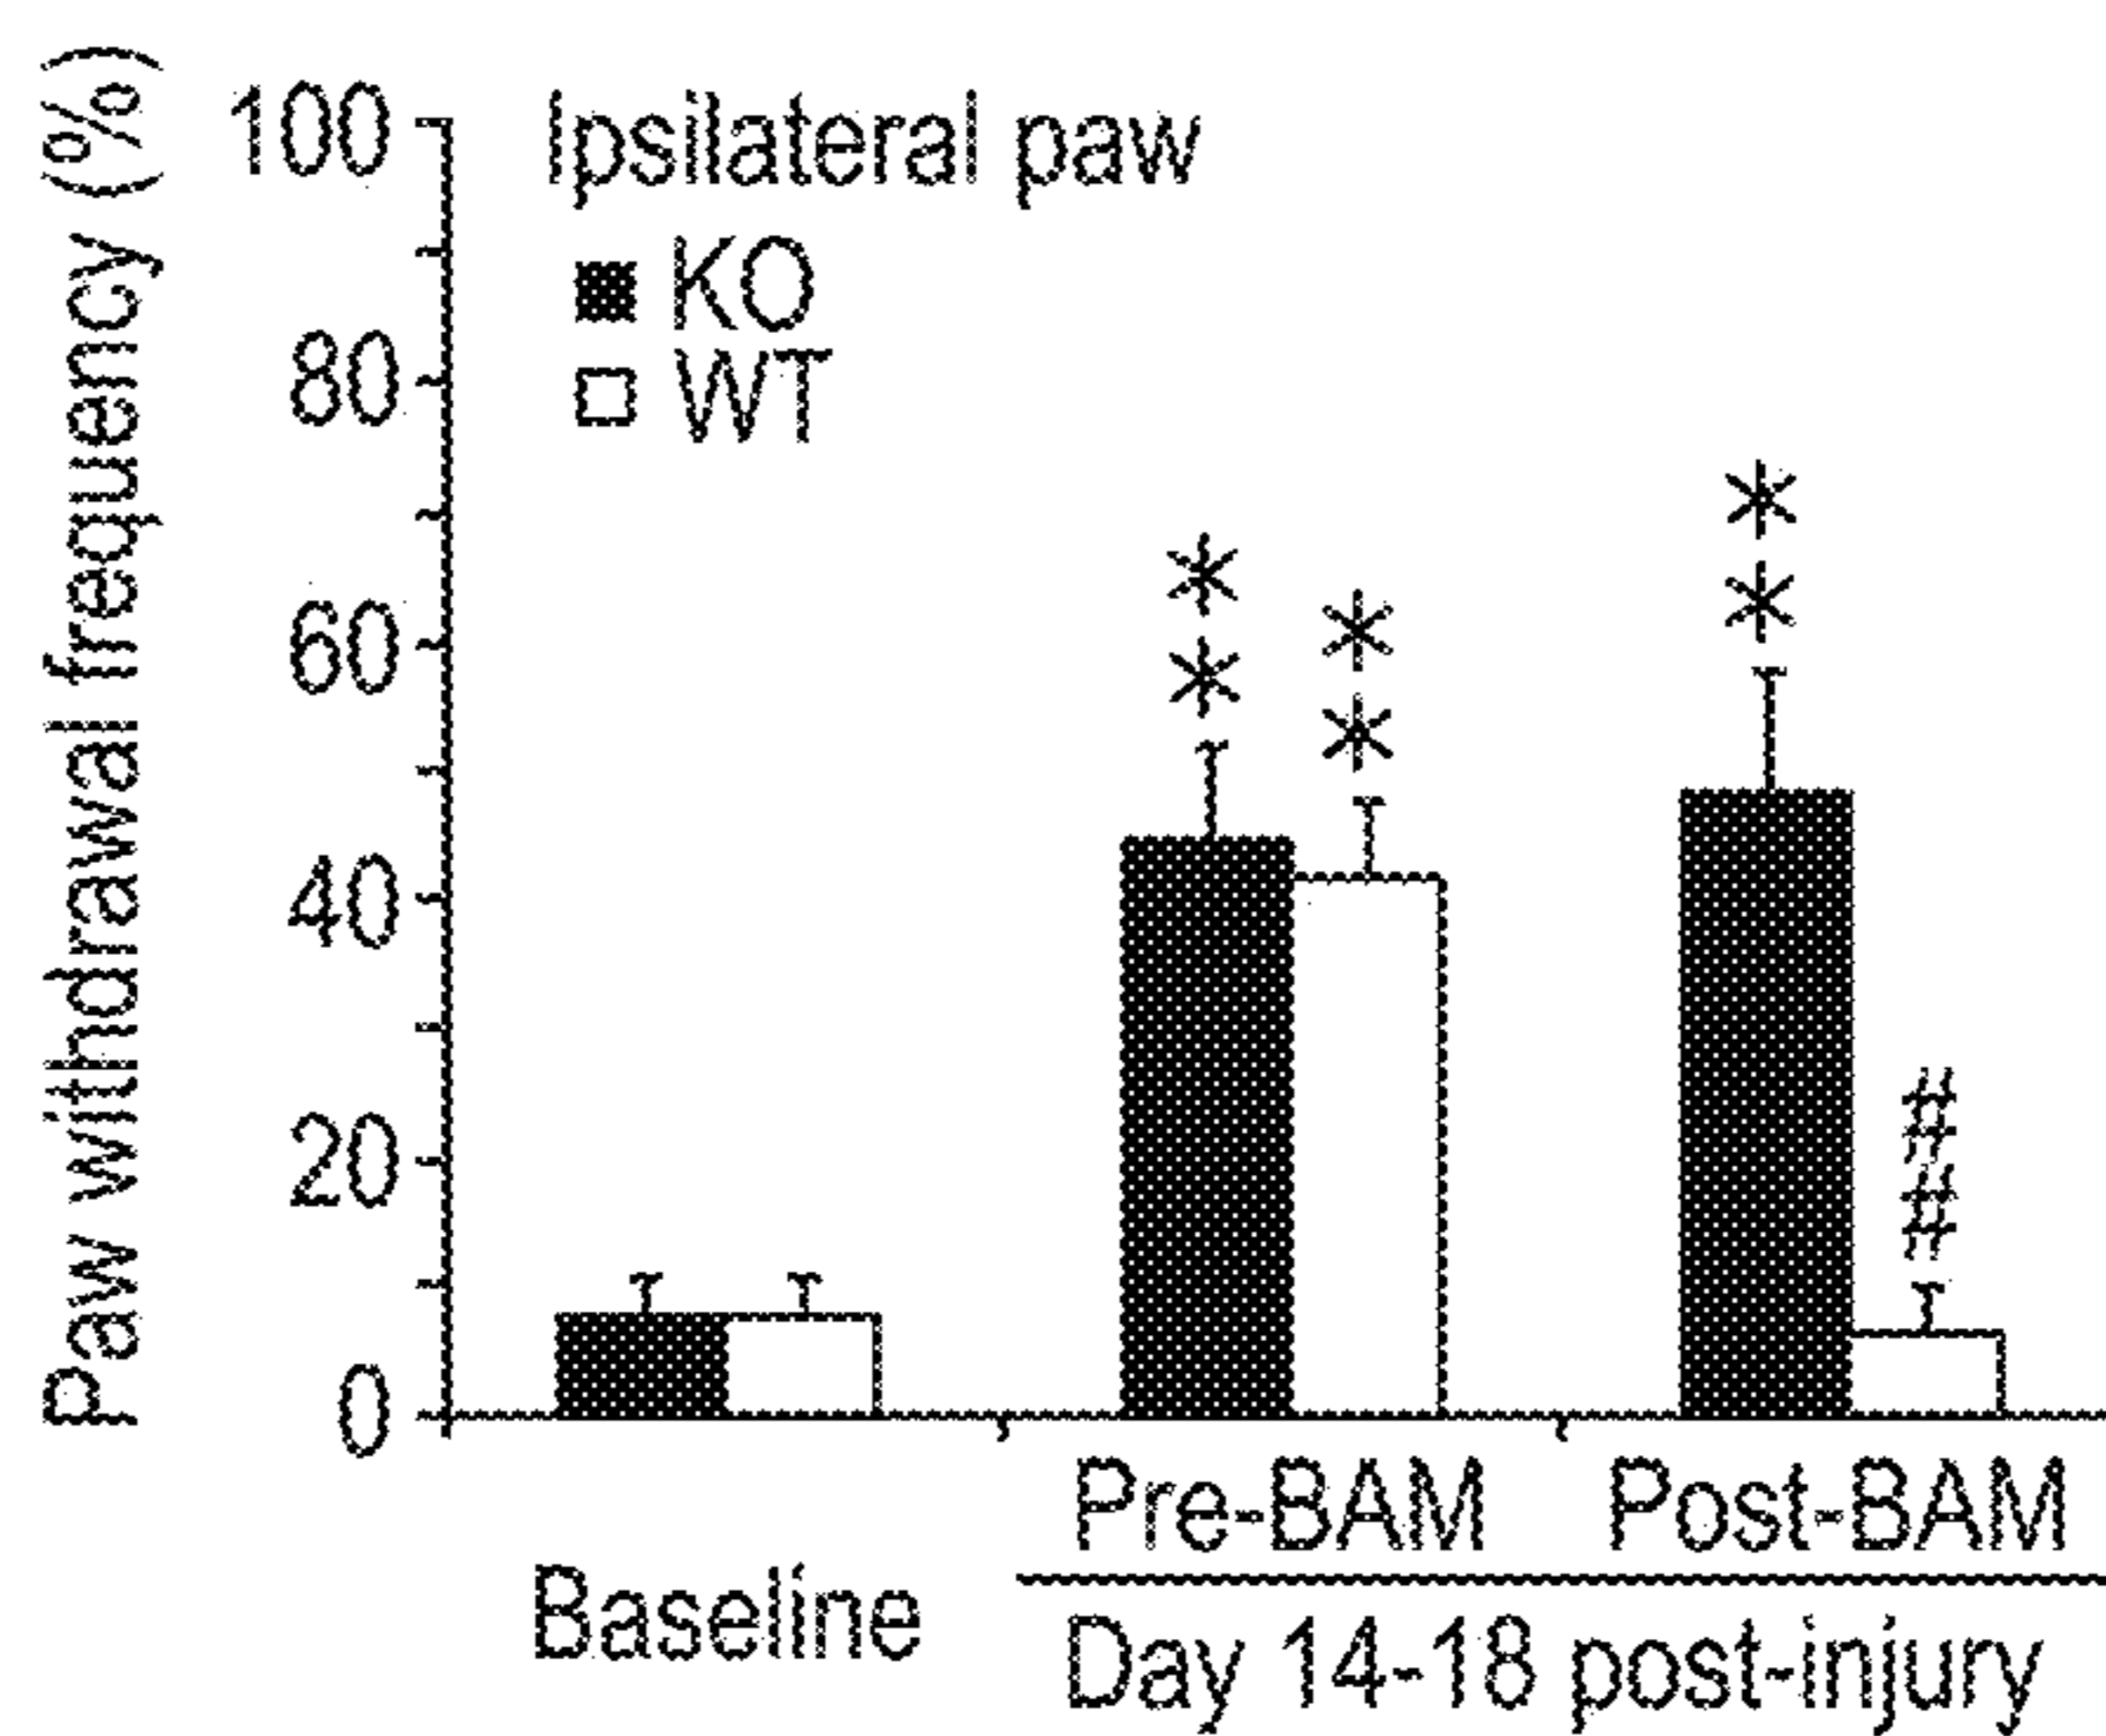 Paw withdrawal frequency (%)
100
80
60
40
20
0
Ipsilateral paw
KO
WT
*
*
*
*
*
*
#
#
Pre-BAM Post-BAM
Baseline
Day 14-18 post-injury